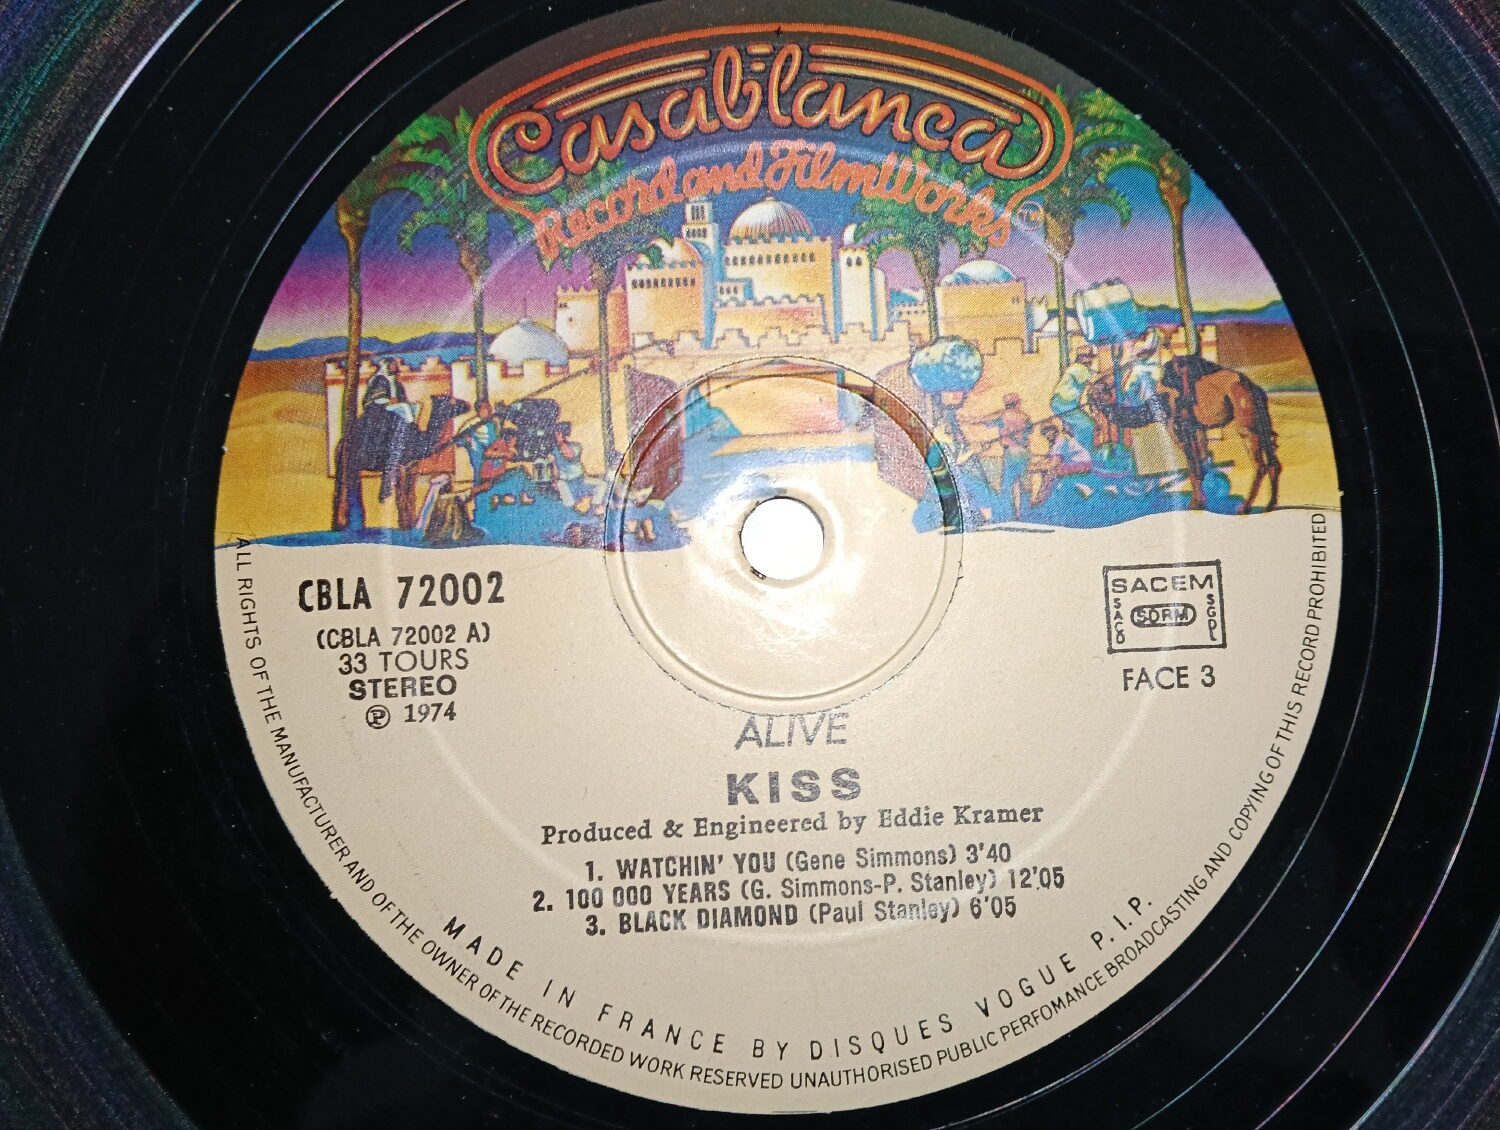 Casablanca
Record and FilmWorks
TM
CBLA 72002
(CBLA 72002 A)
33 TOURS
STEREO
℗ 1974
SACEM
SACD
SDRM
SGDL
FACE 3
ALIVE
KISS
Produced & Engineered by Eddie Kramer
1. WATCHIN' YOU (Gene Simmons) 3'40
2. 100 000 YEARS (G. Simmons-P. Stanley) 12'05
3. BLACK DIAMOND (Paul Stanley) 6'05
MADE IN FRANCE BY DISQUES VOGUE P.I.P.
ALL RIGHTS OF THE MANUFACTURER AND OF THE OWNER OF THE RECORDED WORK RESERVED UNAUTHORISED PUBLIC PERFOMANCE BROADCASTING AND COPYING OF THIS RECORD PROHIBITED